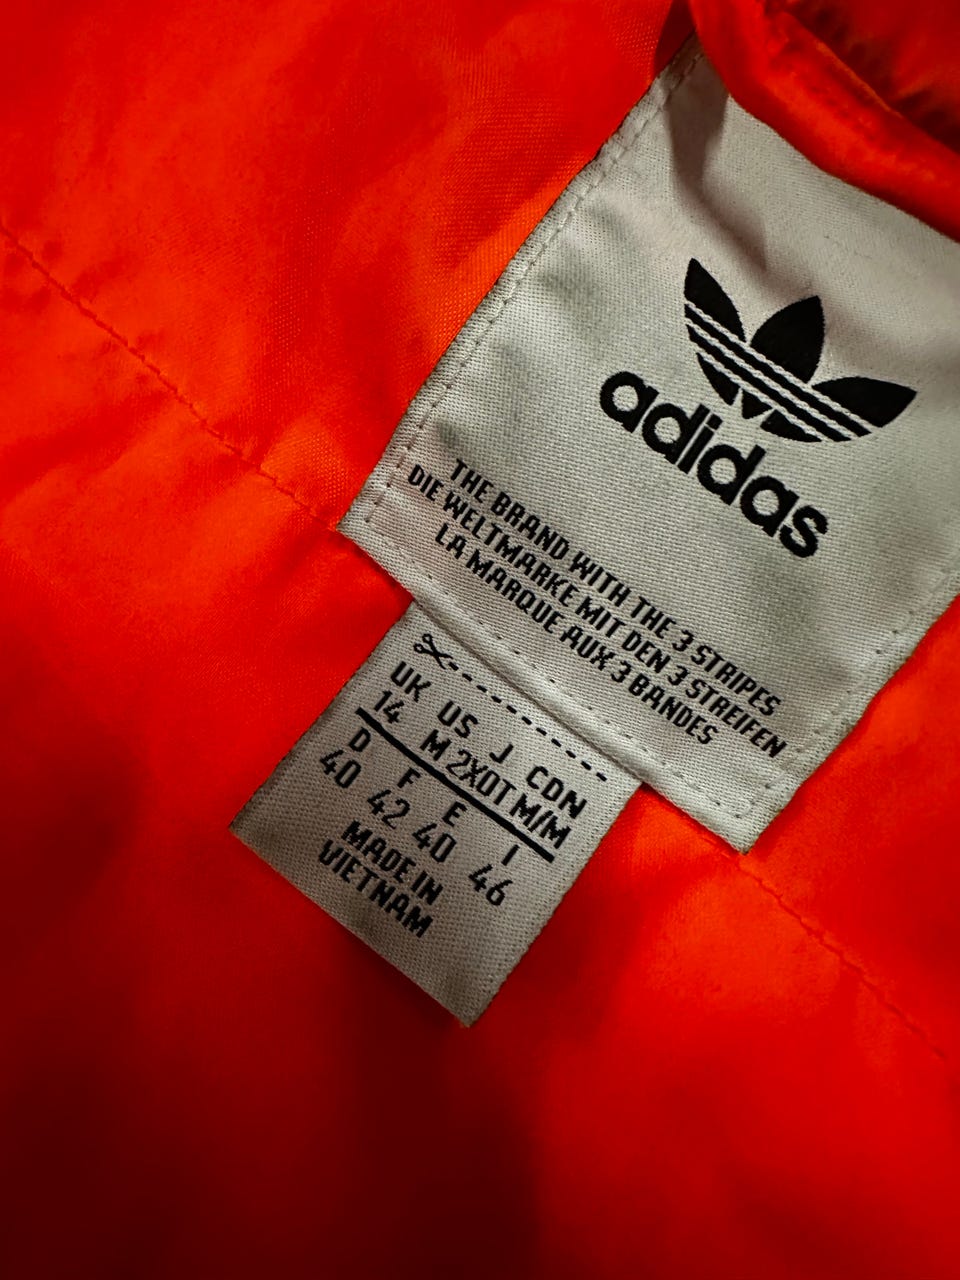 adidas
THE BRAND WITH THE 3 STRIPES
DIE WELTMARKE MIT DEN 3 STREIFEN
LA MARQUE AUX 3 BANDES
UK US J CDN
14 M 2XOT M/M
D F E I
40 42 40 46
MADE IN
VIETNAM